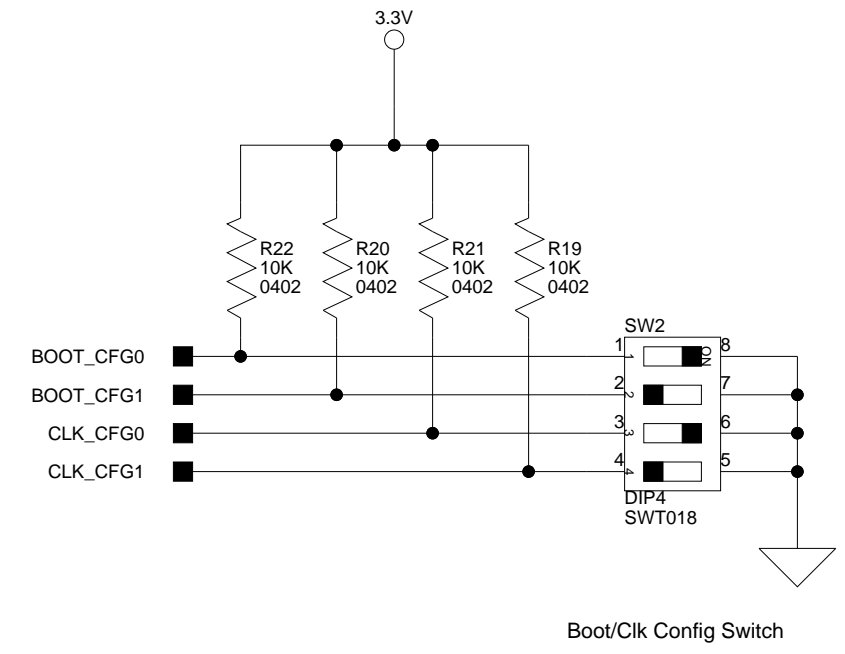 3.3V
R22
10K
0402
R20
10K
0402
R21
10K
0402
R19
10K
0402
SW2
BOOT_CFG0
1
1
ON
8
BOOT_CFG1
2
2
7
CLK_CFG0
3
3
6
CLK_CFG1
4
4
5
DIP4
SWT018
Boot/Clk Config Switch